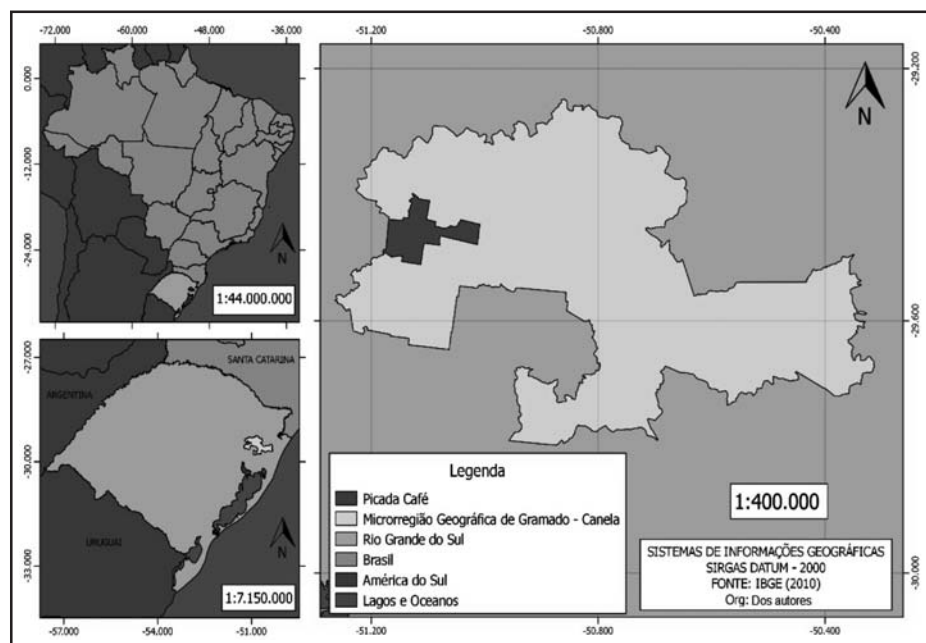 -72.000 -60.000 -48.000 -36.000
0.000
-12.000
-24.000
1:44.000.000
-27.000
-30.000
-33.000
SANTA CATARINA
ARGENTINA
URUGUAI
1:7.150.000
-57.000 -54.000 -51.000
-51.200 -50.800 -50.400
-29.200
-29.600
-30.000
N
Legenda
Picada Café
Microrregião Geográfica de Gramado - Canela
Rio Grande do Sul
Brasil
América do Sul
Lagos e Oceanos
1:400.000
SISTEMAS DE INFORMAÇÕES GEOGRÁFICAS
SIRGAS DATUM - 2000
FONTE: IBGE (2010)
Org: Dos autores
-51.200 -50.800 -50.400
N
N